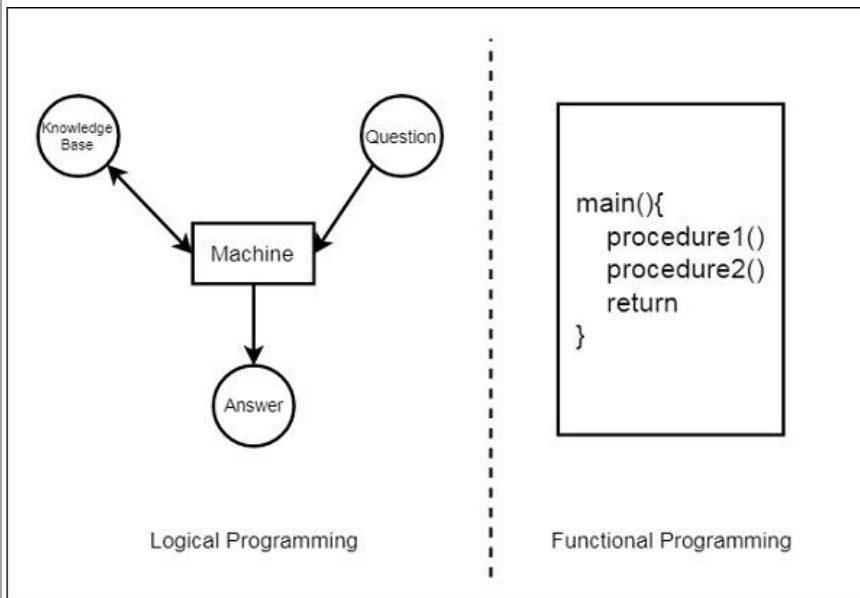 Knowledge
Base
Question
Machine
Answer
Logical Programming
main(){
procedure1()
procedure2()
return
}
Functional Programming